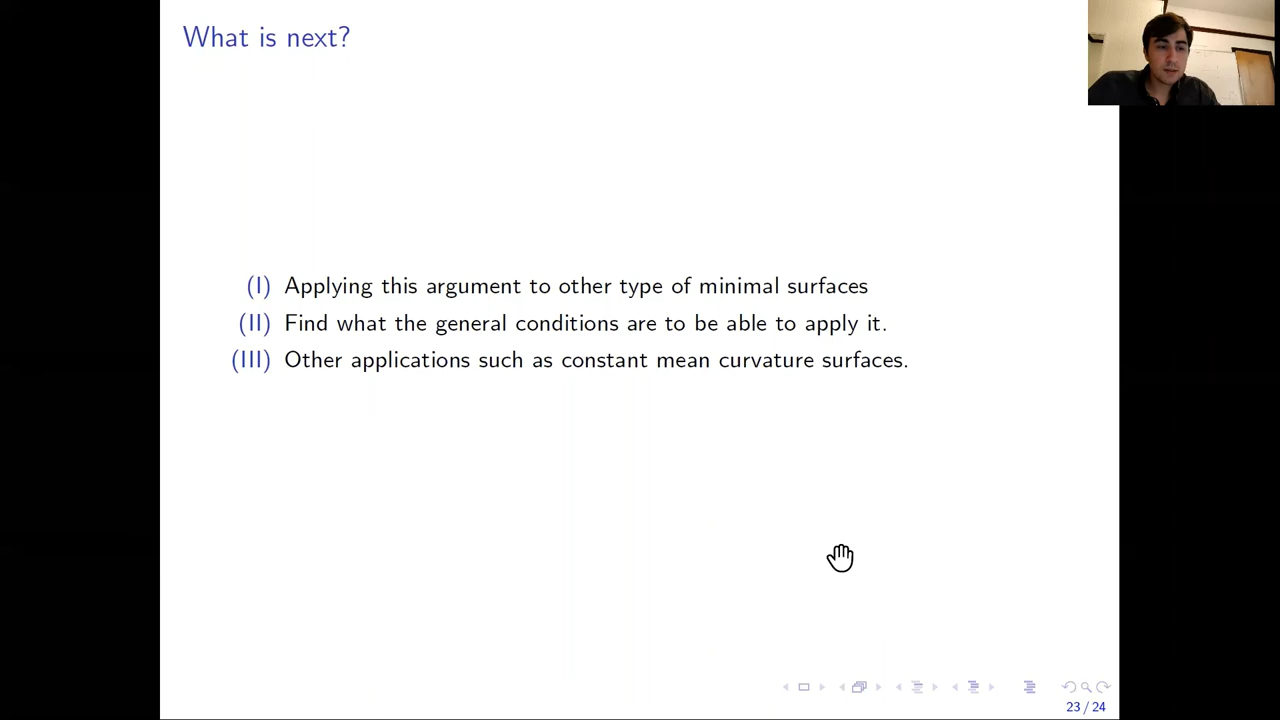 What is next?
(I) Applying this argument to other type of minimal surfaces
(II) Find what the general conditions are to be able to apply it.
(III) Other applications such as constant mean curvature surfaces.
23 / 24